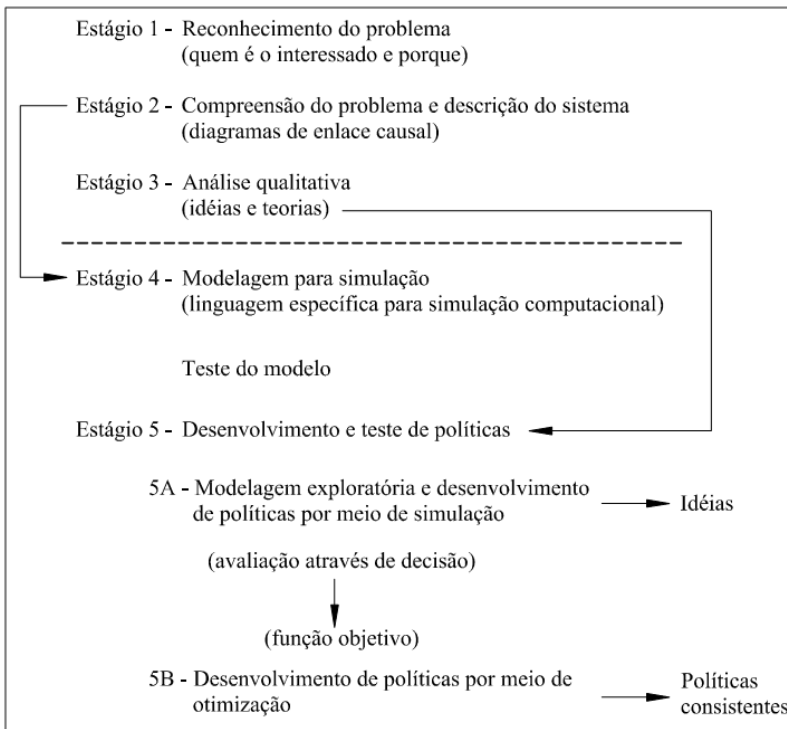 Estágio 1 - Reconhecimento do problema
(quem é o interessado e porque)
Estágio 2 - Compreensão do problema e descrição do sistema
(diagramas de enlace causal)
Estágio 3 - Análise qualitativa
(idéias e teorias)
Estágio 4 - Modelagem para simulação
(linguagem específica para simulação computacional)
Teste do modelo
Estágio 5 - Desenvolvimento e teste de políticas
5A - Modelagem exploratória e desenvolvimento
de políticas por meio de simulação
Idéias
(avaliação através de decisão)
(função objetivo)
5B - Desenvolvimento de políticas por meio de
otimização
Políticas
consistentes